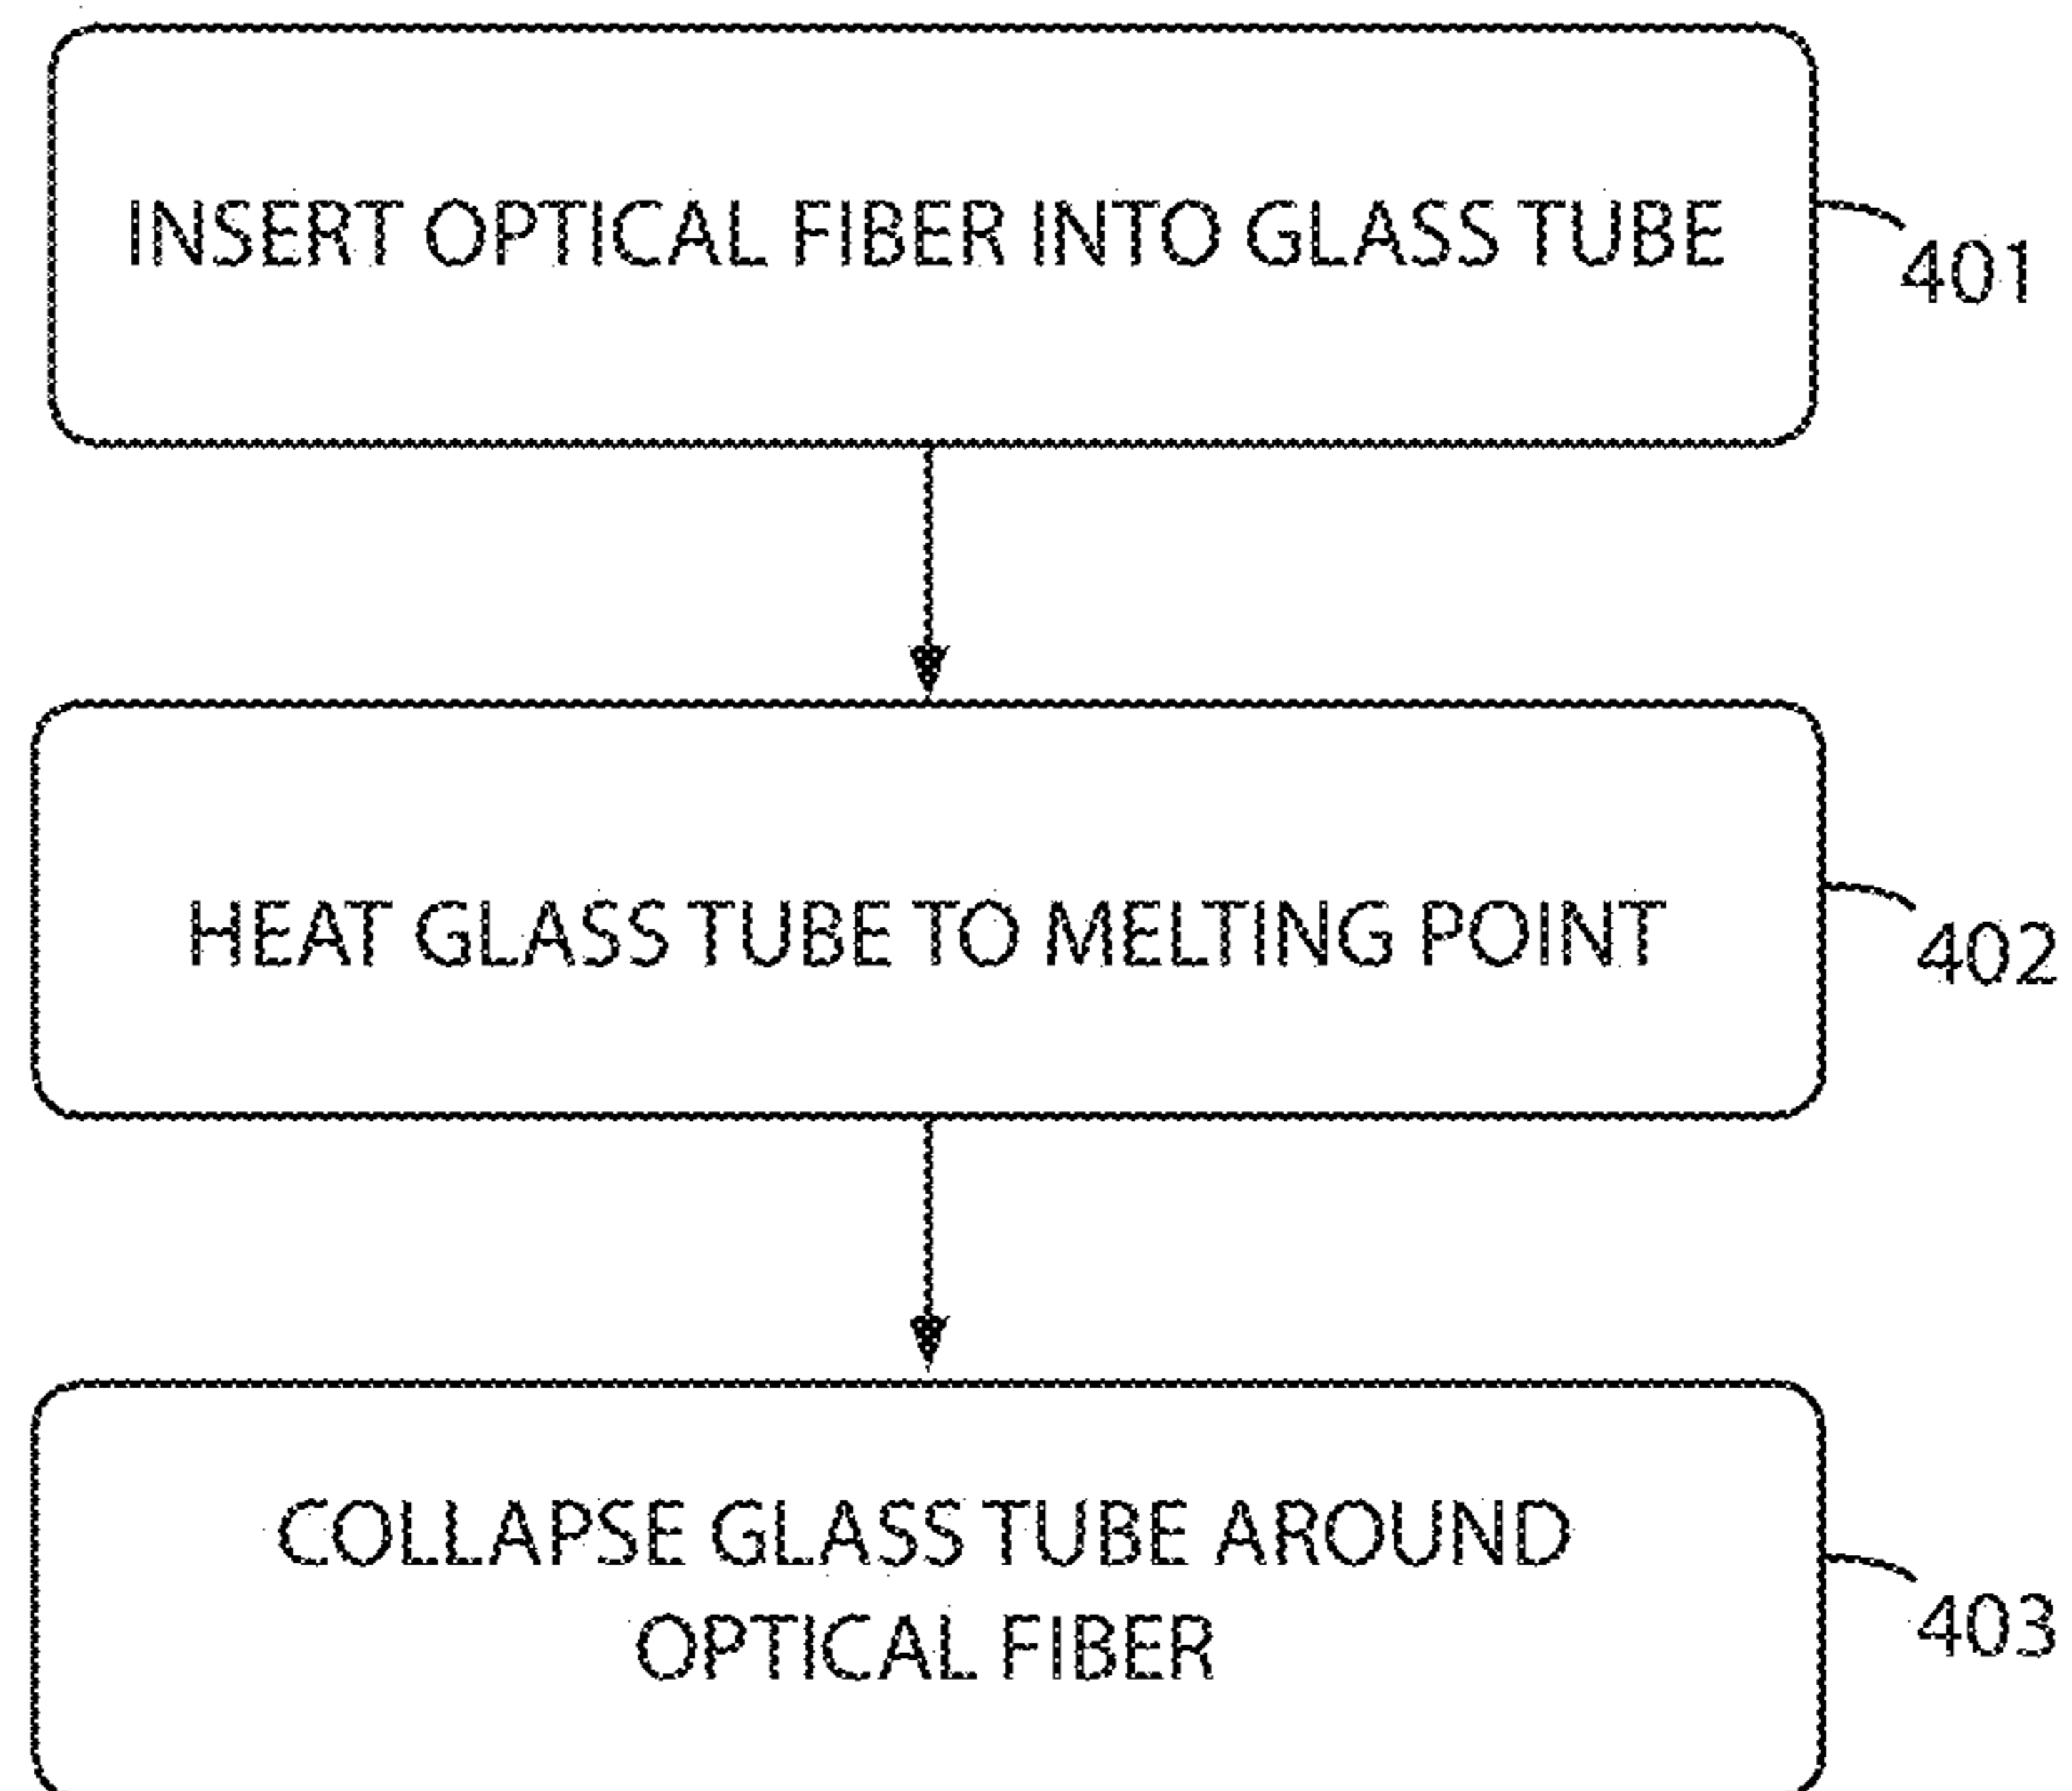 INSERT OPTICAL FIBER INTO GLASS TUBE
401
HEAT GLASS TUBE TO MELTING POINT
402
COLLAPSE GLASS TUBE AROUND
OPTICAL FIBER
403